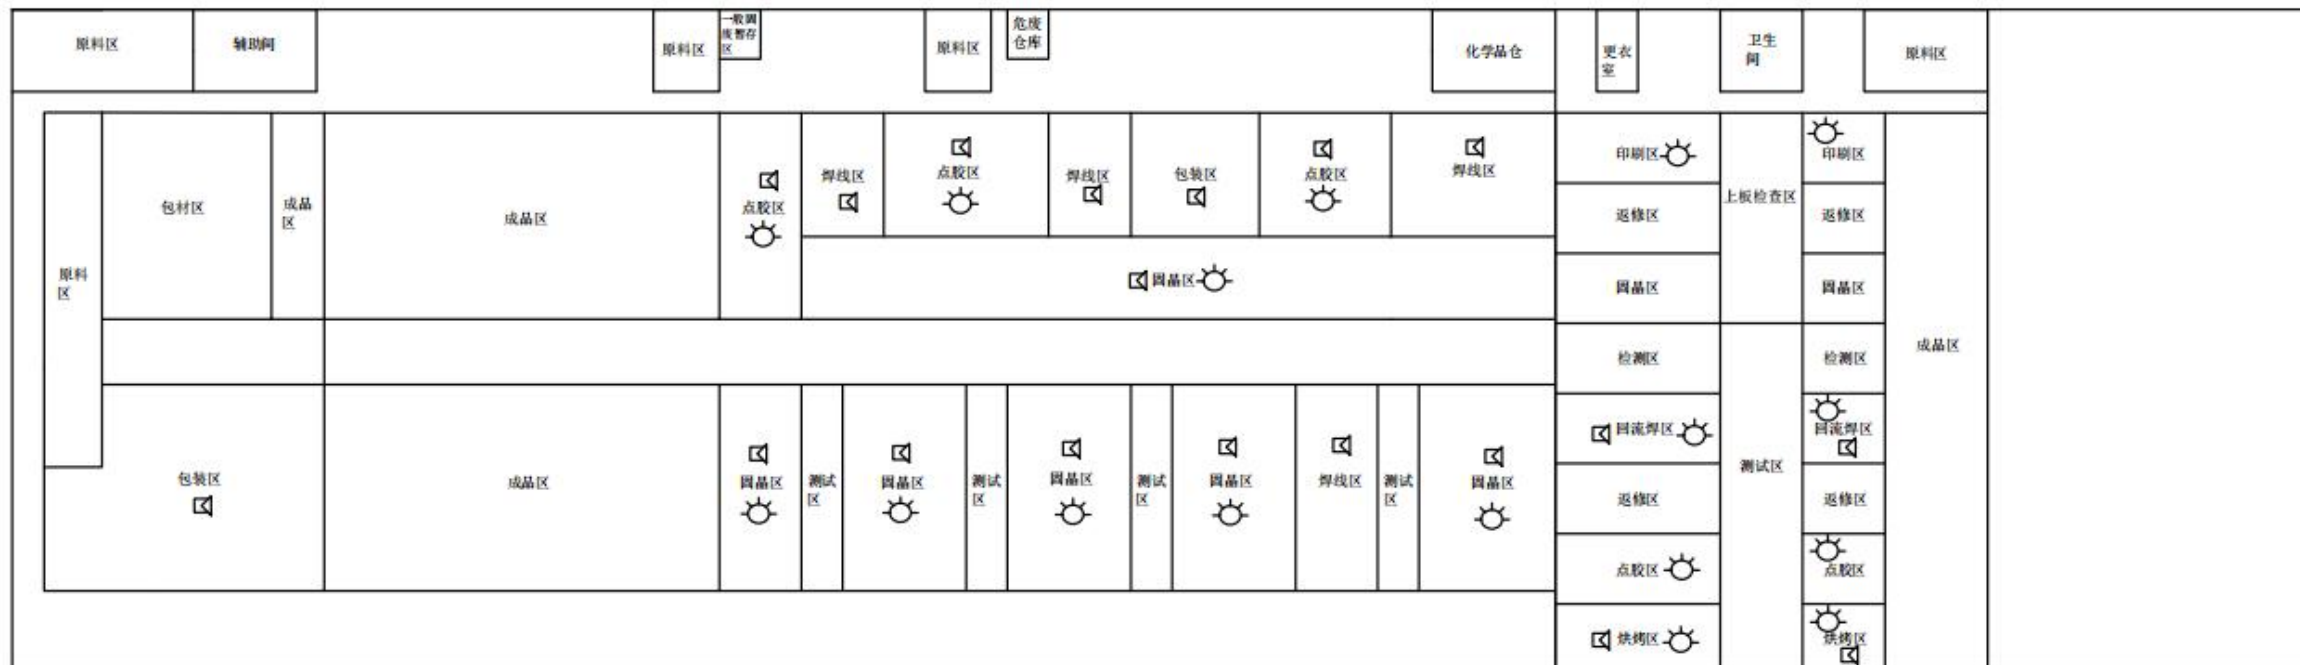 原料区
辅助间
原料区
一般固
废暂存
区
原料区
危废
仓库
化学品仓
更衣
室
卫生
间
原料区
原料
区
包材区
成品
区
成品区
点胶区
焊线区
点胶区
焊线区
包装区
点胶区
焊线区
固晶区
印刷区
返修区
固晶区
上板检查区
印刷区
返修区
固晶区
成品区
检测区
回流焊区
返修区
点胶区
烘烤区
测试区
检测区
回流焊区
返修区
点胶区
烘烤区
包装区
成品区
固晶区
测试
区
固晶区
测试
区
固晶区
测试
区
固晶区
焊线区
测试
区
固晶区